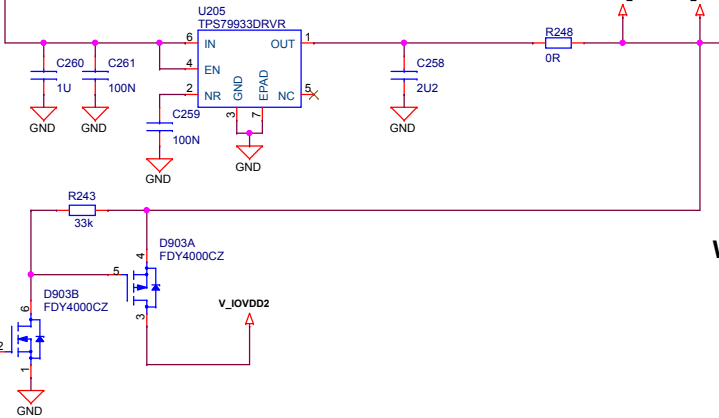 U205
TPS79933DRVR
6 IN OUT 1
R248
0R
C260
1U
C261
100N
4 EN
C258
2U2
2 NR GND EPAD NC 5
C259
100N
3 7
GND GND GND
GND
GND
R243
33k
4
D903A
FDY4000CZ
5
D903B
FDY4000CZ
6
3
V_IOVDD2
2
1
GND